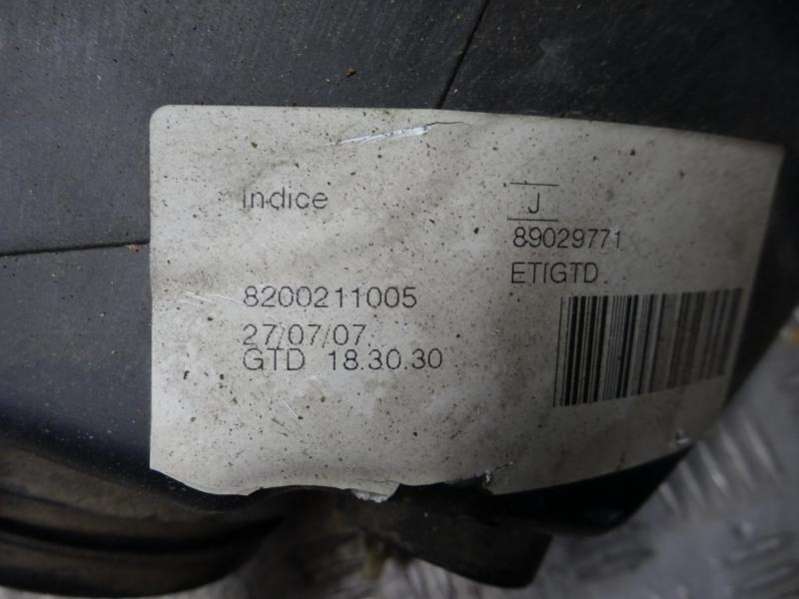 indice
J
89029771
ETIGTD
8200211005
27/07/07.
GTD 18.30.30